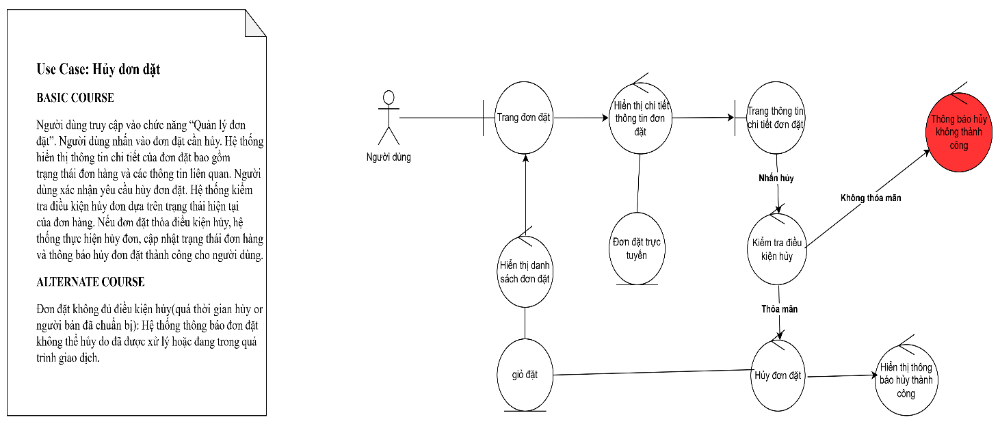 Use Case: Hủy đơn đặt
BASIC COURSE
Người dùng truy cập vào chức năng “Quản lý đơn
đặt”. Người dùng nhấn vào đơn đặt cần hủy. Hệ thống
hiển thị thông tin chi tiết của đơn đặt bao gồm
trạng thái đơn hàng và các thông tin liên quan. Người
dùng xác nhận yêu cầu hủy đơn đặt. Hệ thống kiểm
tra điều kiện hủy đơn dựa trên trạng thái hiện tại
của đơn hàng. Nếu đơn đặt thỏa điều kiện hủy, hệ
thống thực hiện hủy đơn, cập nhật trạng thái đơn hàng
và thông báo hủy đơn đặt thành công cho người dùng.
ALTERNATE COURSE
Đơn đặt không đủ điều kiện hủy(quá thời gian hủy or
người bán đã chuẩn bị): Hệ thống thông báo đơn đặt
không thể hủy do đã được xử lý hoặc đang trong quá
trình giao dịch.
Người dùng
Trang đơn đặt
Hiển thị chi tiết
thông tin đơn
đặt
Trang thông tin
chi tiết đơn đặt
Thông báo hủy
không thành
công
Nhấn hủy
Không thỏa mãn
Kiểm tra điều
kiện hủy
Đơn đặt trực
tuyến
Hiển thị danh
sách đơn đặt
Thỏa mãn
giỏ đặt
Hủy đơn đặt
Hiển thị thông
báo hủy thành
công